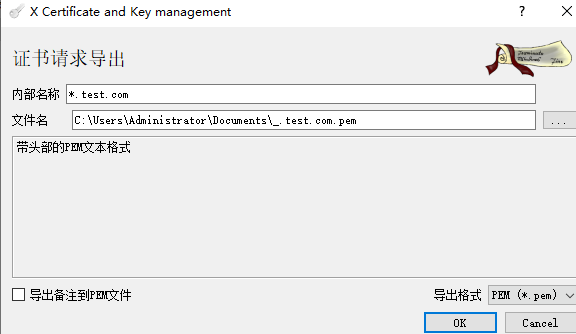 X Certificate and Key management
证书请求导出
内部名称 *.test.com
文件名 C:\Users\Administrator\Documents\_.test.com.pem ...
带头部的PEM文本格式
导出备注到PEM文件 导出格式 PEM (*.pem)
OK Cancel